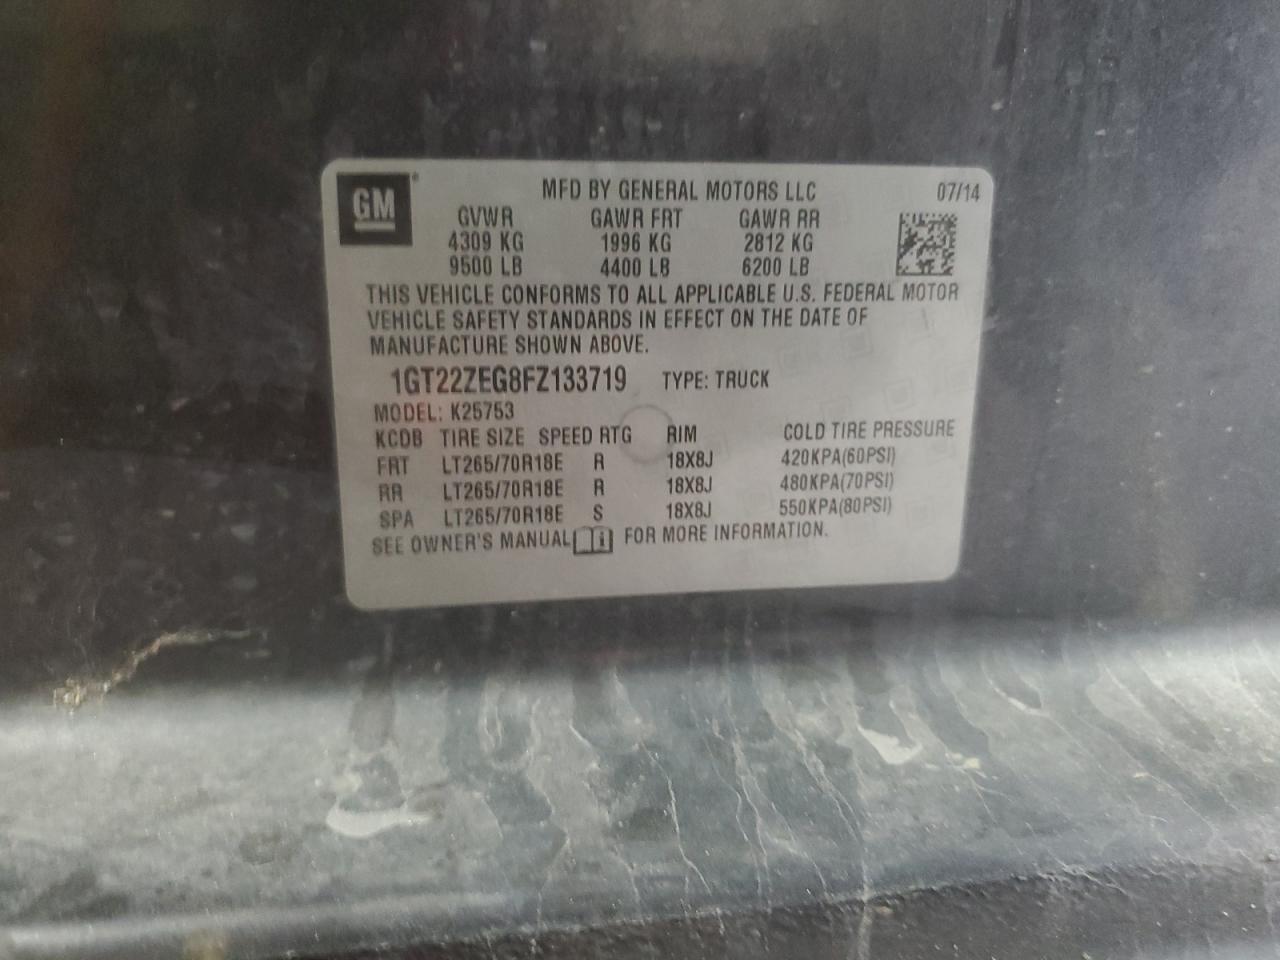 GM
MFD BY GENERAL MOTORS LLC 07/14
GVWR GAWR FRT GAWR RR
4309 KG 1996 KG 2812 KG
9500 LB 4400 LB 6200 LB
THIS VEHICLE CONFORMS TO ALL APPLICABLE U.S. FEDERAL MOTOR
VEHICLE SAFETY STANDARDS IN EFFECT ON THE DATE OF
MANUFACTURE SHOWN ABOVE.
1GT22ZEG8FZ133719 TYPE: TRUCK
MODEL: K25753
KCDB TIRE SIZE SPEED RTG RIM COLD TIRE PRESSURE
FRT LT265/70R18E R 18X8J 420KPA(60PSI)
RR LT265/70R18E R 18X8J 480KPA(70PSI)
SPA LT265/70R18E S 18X8J 550KPA(80PSI)
SEE OWNER'S MANUAL FOR MORE INFORMATION.